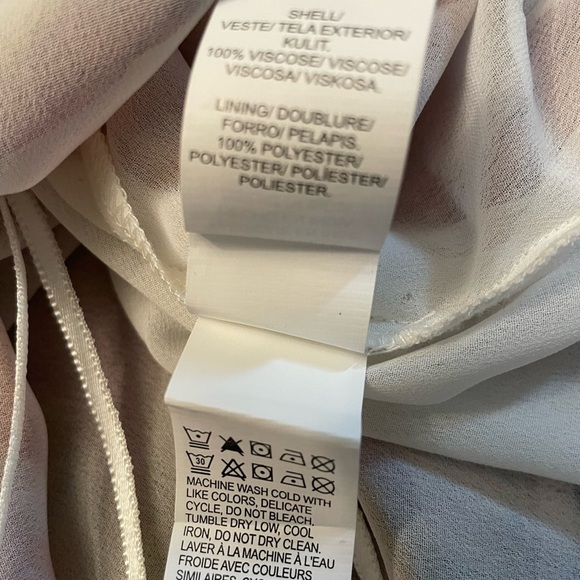 SHELL/
VESTE/ TELA EXTERIOR/
KULIT.
100% VISCOSE/ VISCOSE/
VISCOSA/ VISKOSA.
LINING/ DOUBLURE/
FORRO/ PELAPIS.
100% POLYESTER/
POLYESTER/ POLIÉSTER/
POLIESTER.
30
MACHINE WASH COLD WITH
LIKE COLORS, DELICATE
CYCLE, DO NOT BLEACH,
TUMBLE DRY LOW, COOL
IRON, DO NOT DRY CLEAN.
LAVER À LA MACHINE À L'EAU
FROIDE AVEC COULEURS